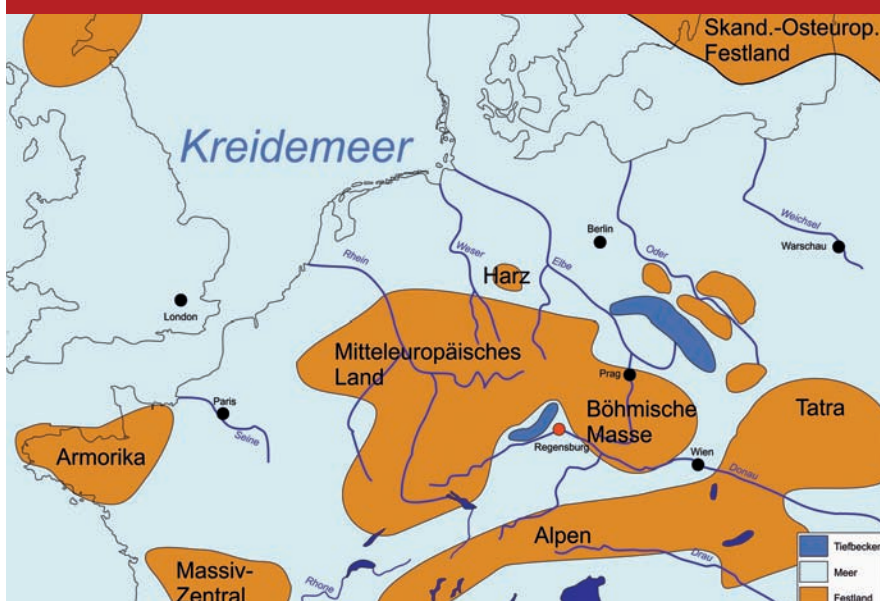 Skand.-Osteurop.
Festland
Kreidemeer
Weichsel
Berlin
Warschau
Rhein
Weser
Elbe
Oder
Harz
London
Mitteleuropäisches
Land
Prag
Paris
Seine
Böhmische
Masse
Tatra
Armorika
Regensburg
Wien
Donau
Alpen
Drau
Tiefbecken
Meer
Massiv-
Zentral
Rhone
Festland